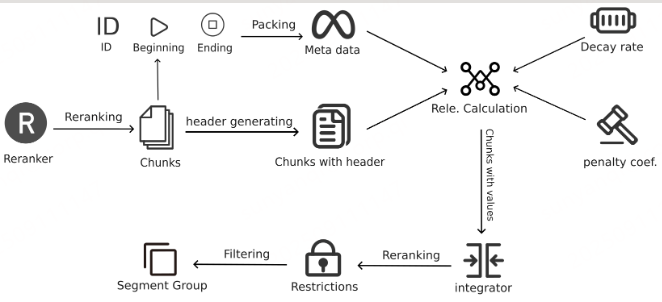 ID
ID
Beginning
Ending
Packing
Meta data
Decay rate
R
Reranker
Reranking
Chunks
header generating
Chunks with header
Rele. Calculation
penalty coef.
Chunks with values
Segment Group
Filtering
Restrictions
Reranking
integrator